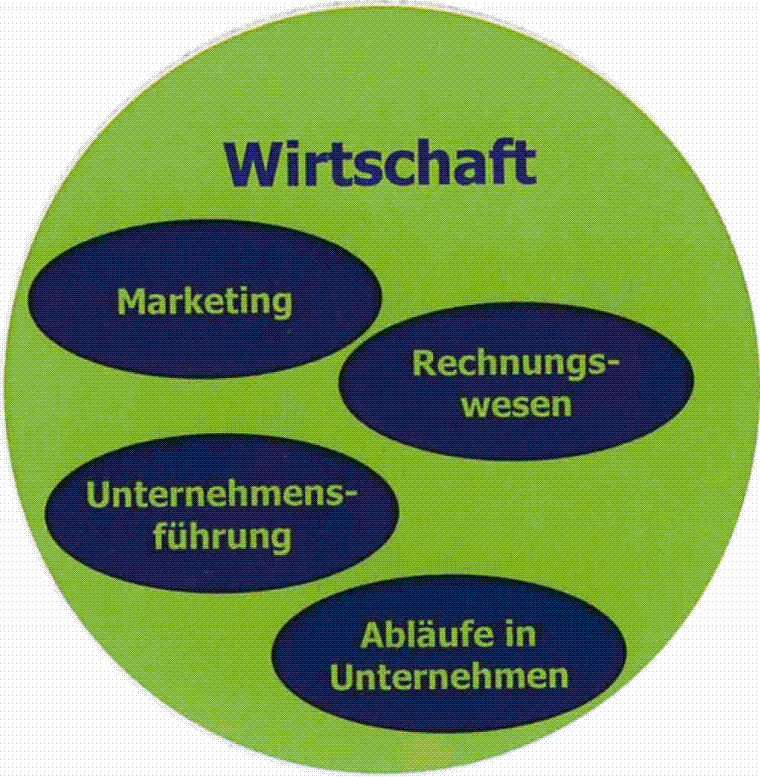 Wirtschaft
Marketing
Rechnungs-
wesen
Unternehmens-
führung
Abläufe in
Unternehmen